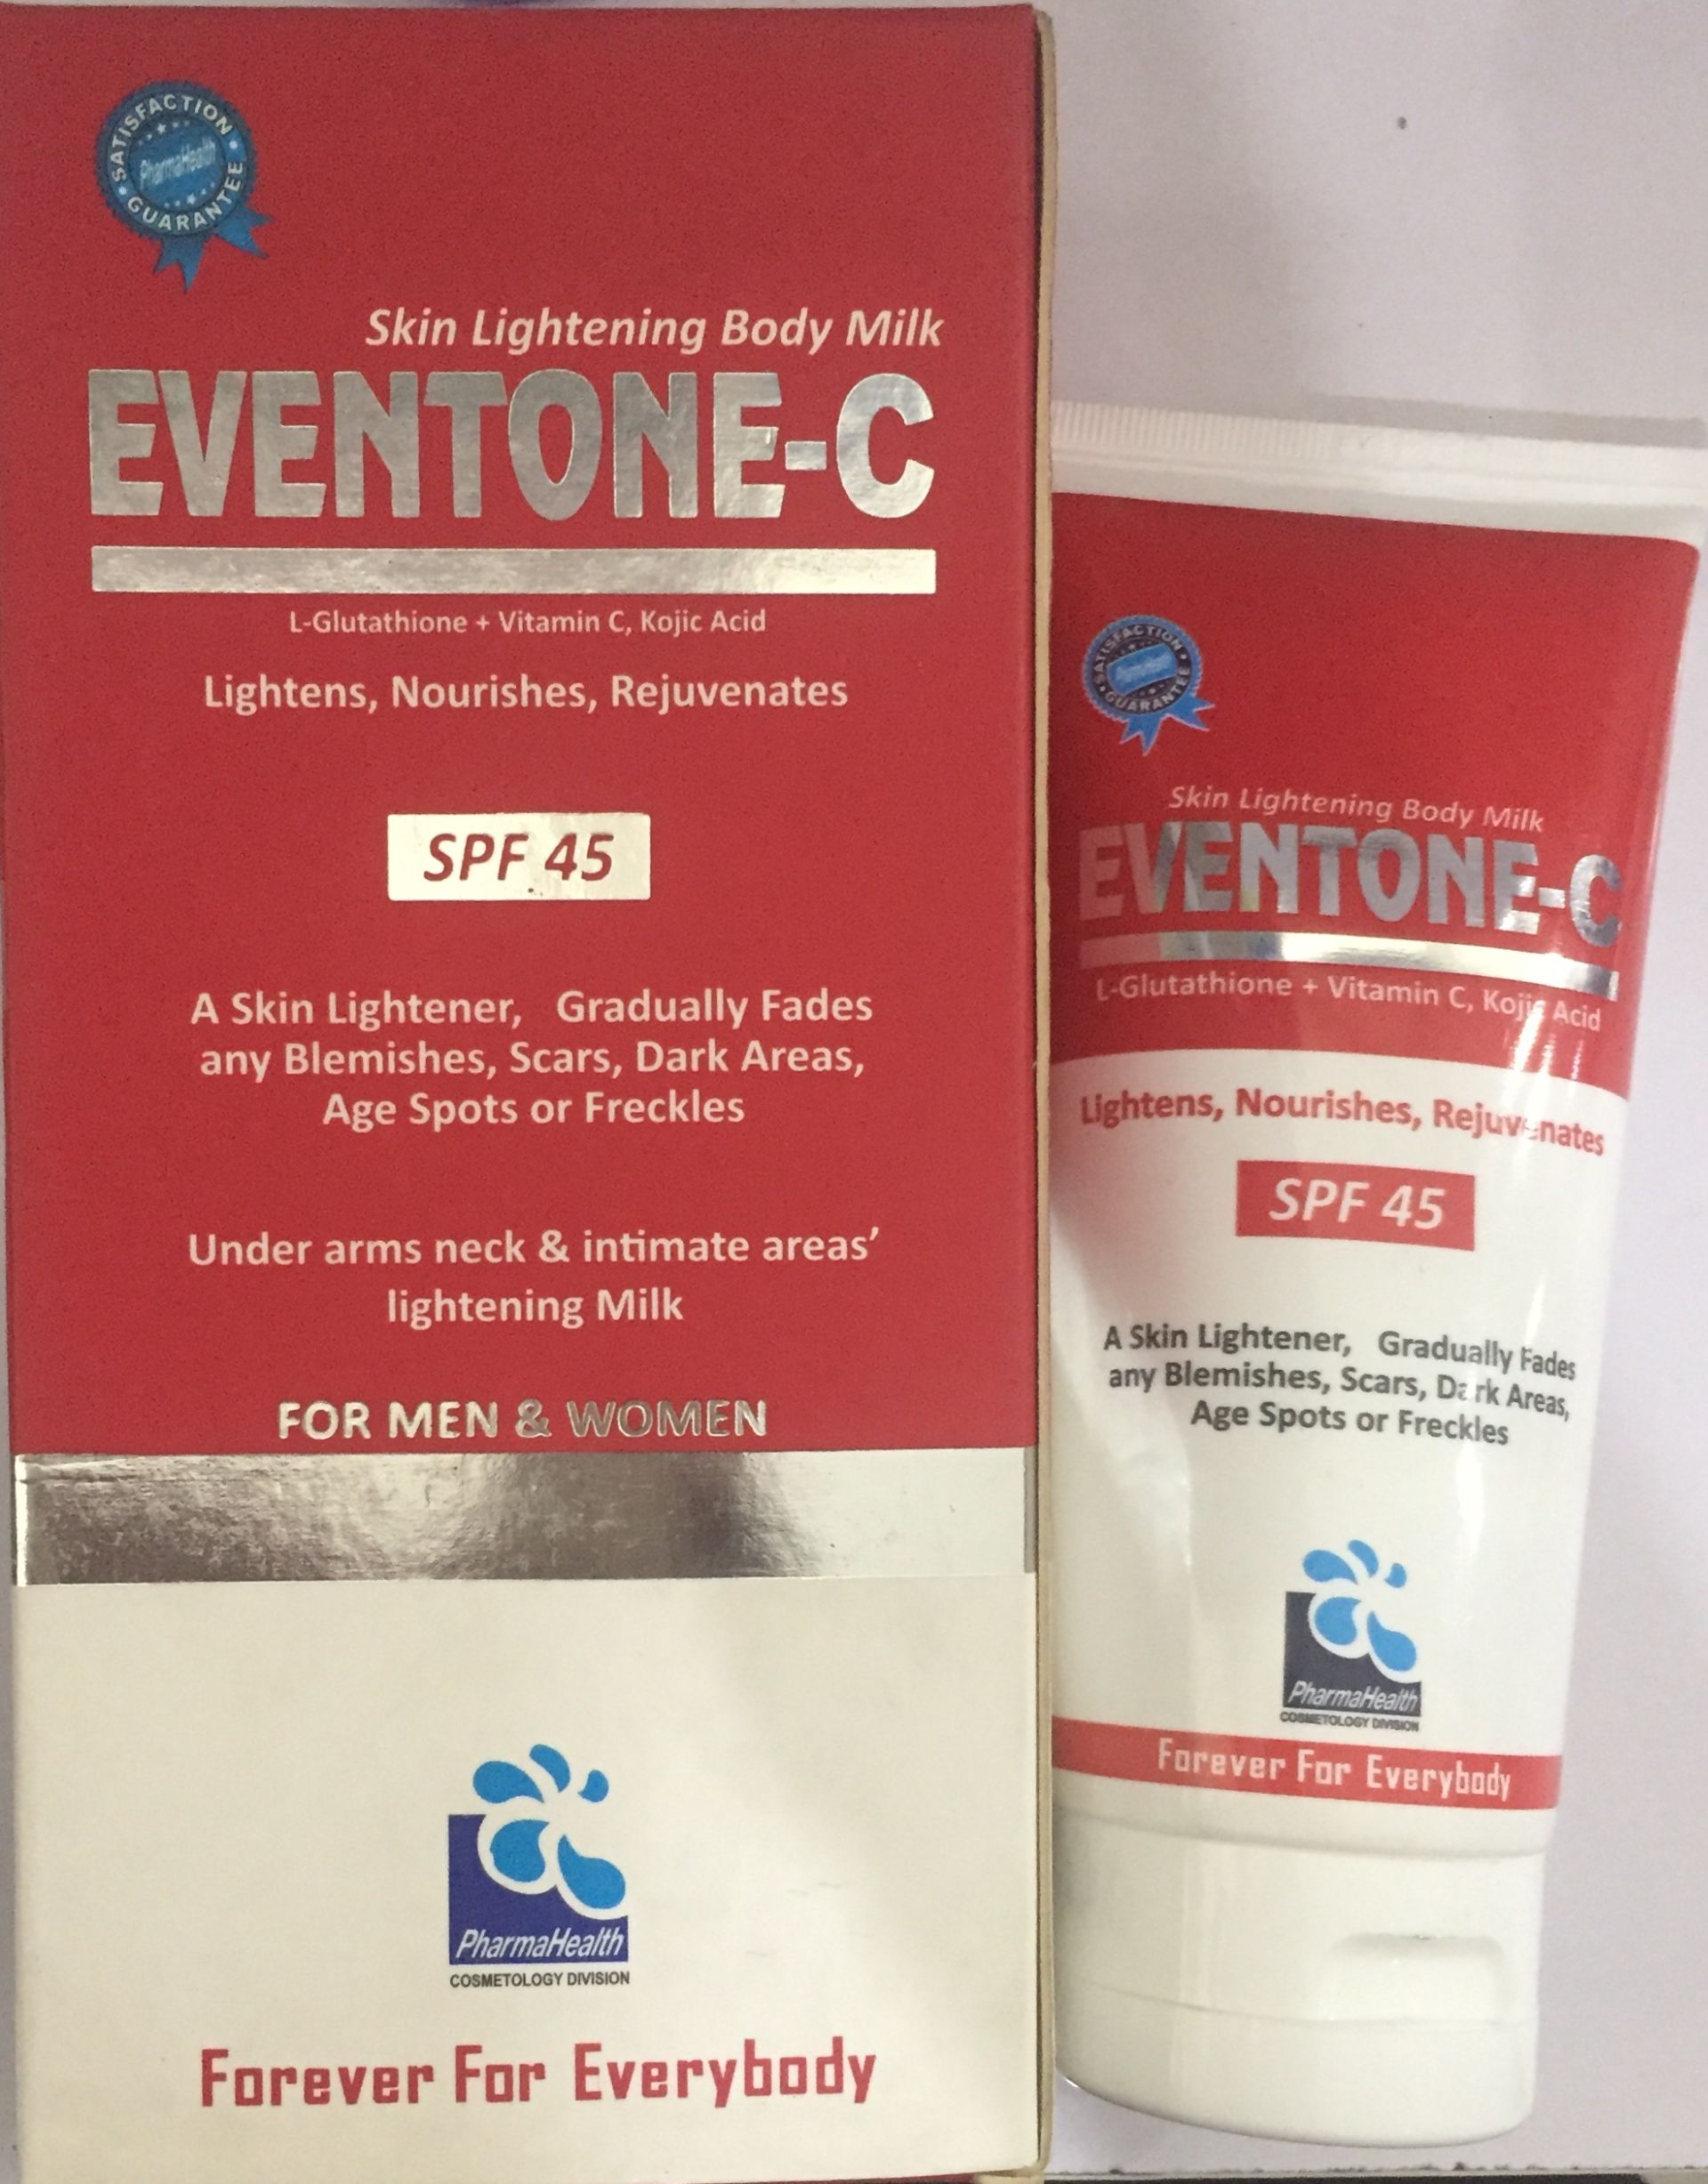 SATISFACTION
PharmaHealth
GUARANTEE
Skin Lightening Body Milk
EVENTONE-C
L-Glutathione + Vitamin C, Kojic Acid
Lightens, Nourishes, Rejuvenates
SPF 45
A Skin Lightener, Gradually Fades
any Blemishes, Scars, Dark Areas,
Age Spots or Freckles
Under arms neck & intimate areas’
lightening Milk
FOR MEN & WOMEN
PharmaHealth
COSMETOLOGY DIVISION
Forever For Everybody
SATISFACTION
PharmaHealth
GUARANTEE
Skin Lightening Body Milk
EVENTONE-C
L-Glutathione + Vitamin C, Kojic Acid
Lightens, Nourishes, Rejuvenates
SPF 45
A Skin Lightener, Gradually Fades
any Blemishes, Scars, Dark Areas,
Age Spots or Freckles
PharmaHealth
COSMETOLOGY DIVISION
Forever For Everybody